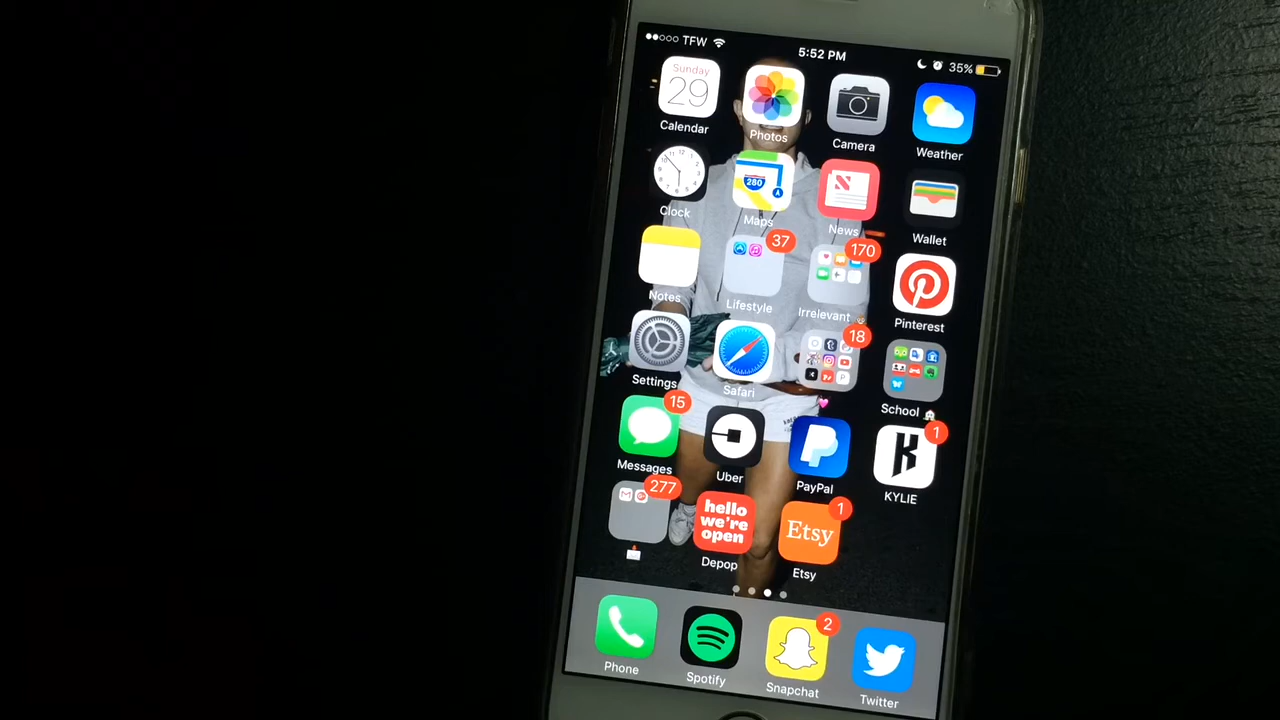 TFW 5:52 PM 35%
Sunday
29
Calendar Photos Camera Weather
12
280
Clock Maps News Wallet
37 170
Notes Lifestyle Irrelevant Pinterest
18
Settings Safari School
15 1
Messages Uber PayPal KYLIE
277
hello
we're
open
Etsy 1
Depop Etsy
2
Phone Spotify Snapchat Twitter